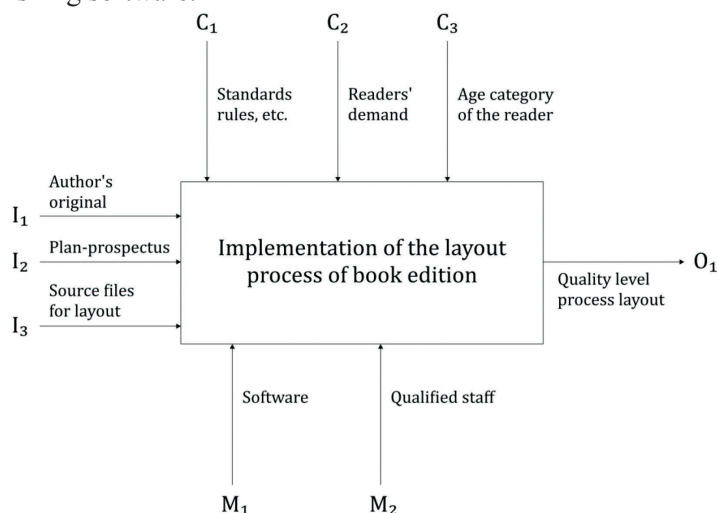 C₁ C₂ C₃
Standards rules, etc.
Readers' demand
Age category of the reader
I₁ Author's original
I₂ Plan-prospectus
I₃ Source files for layout
Implementation of the layout
process of book edition
O₁
Quality level
process layout
Software
Qualified staff
M₁ M₂